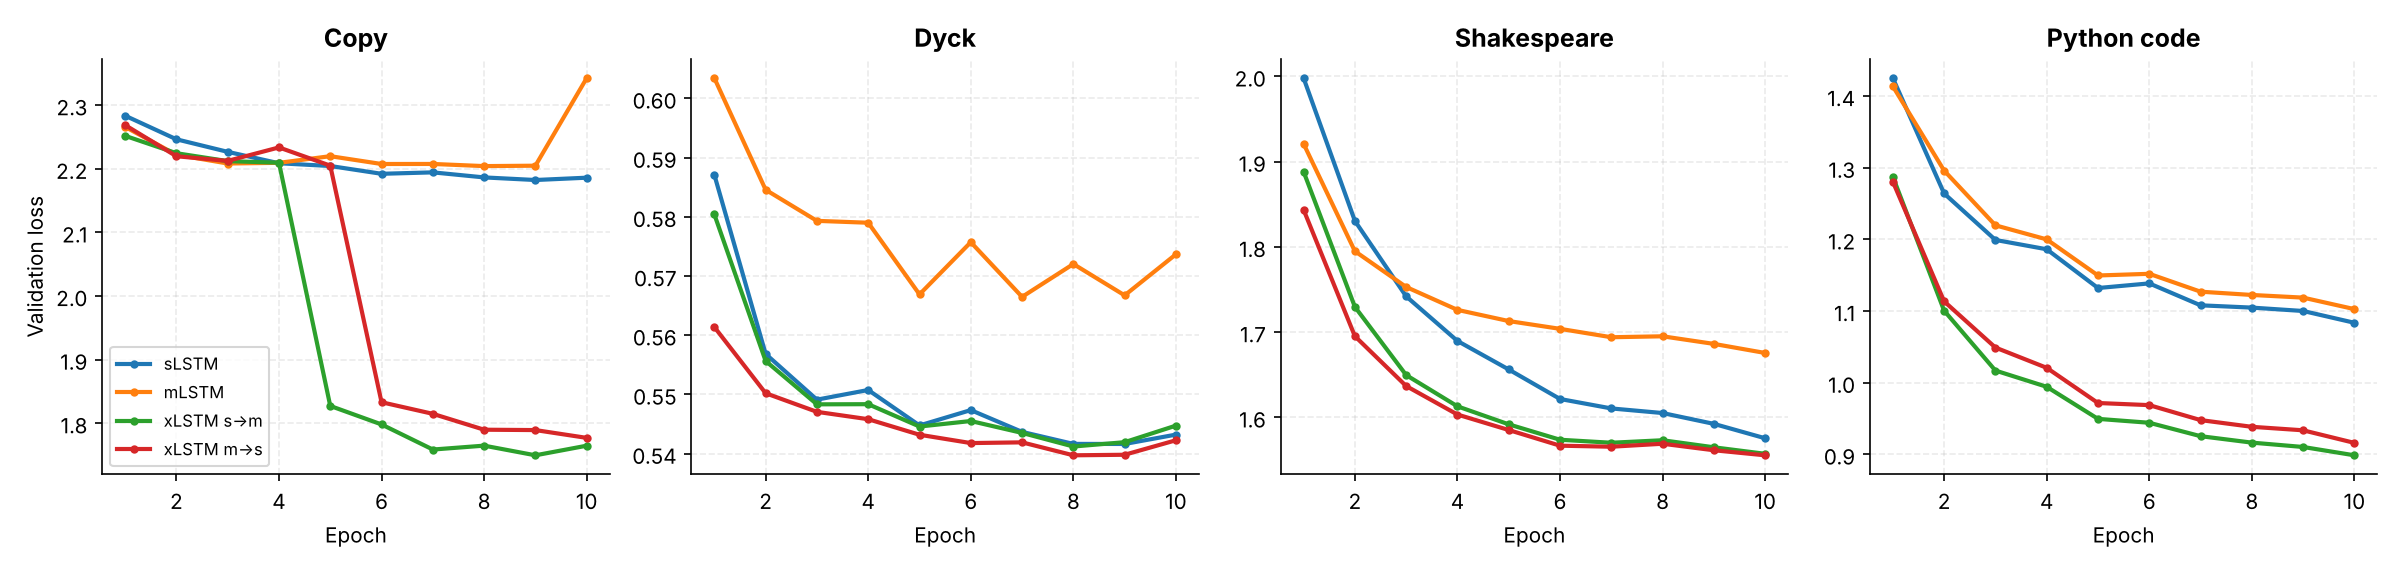 Copy
Validation loss
2.3
2.2
2.1
2.0
1.9
1.8
sLSTM
mLSTM
xLSTM s→m
xLSTM m→s
2 4 6 8 10
Epoch
Dyck
0.60
0.59
0.58
0.57
0.56
0.55
0.54
2 4 6 8 10
Epoch
Shakespeare
2.0
1.9
1.8
1.7
1.6
2 4 6 8 10
Epoch
Python code
1.4
1.3
1.2
1.1
1.0
0.9
2 4 6 8 10
Epoch